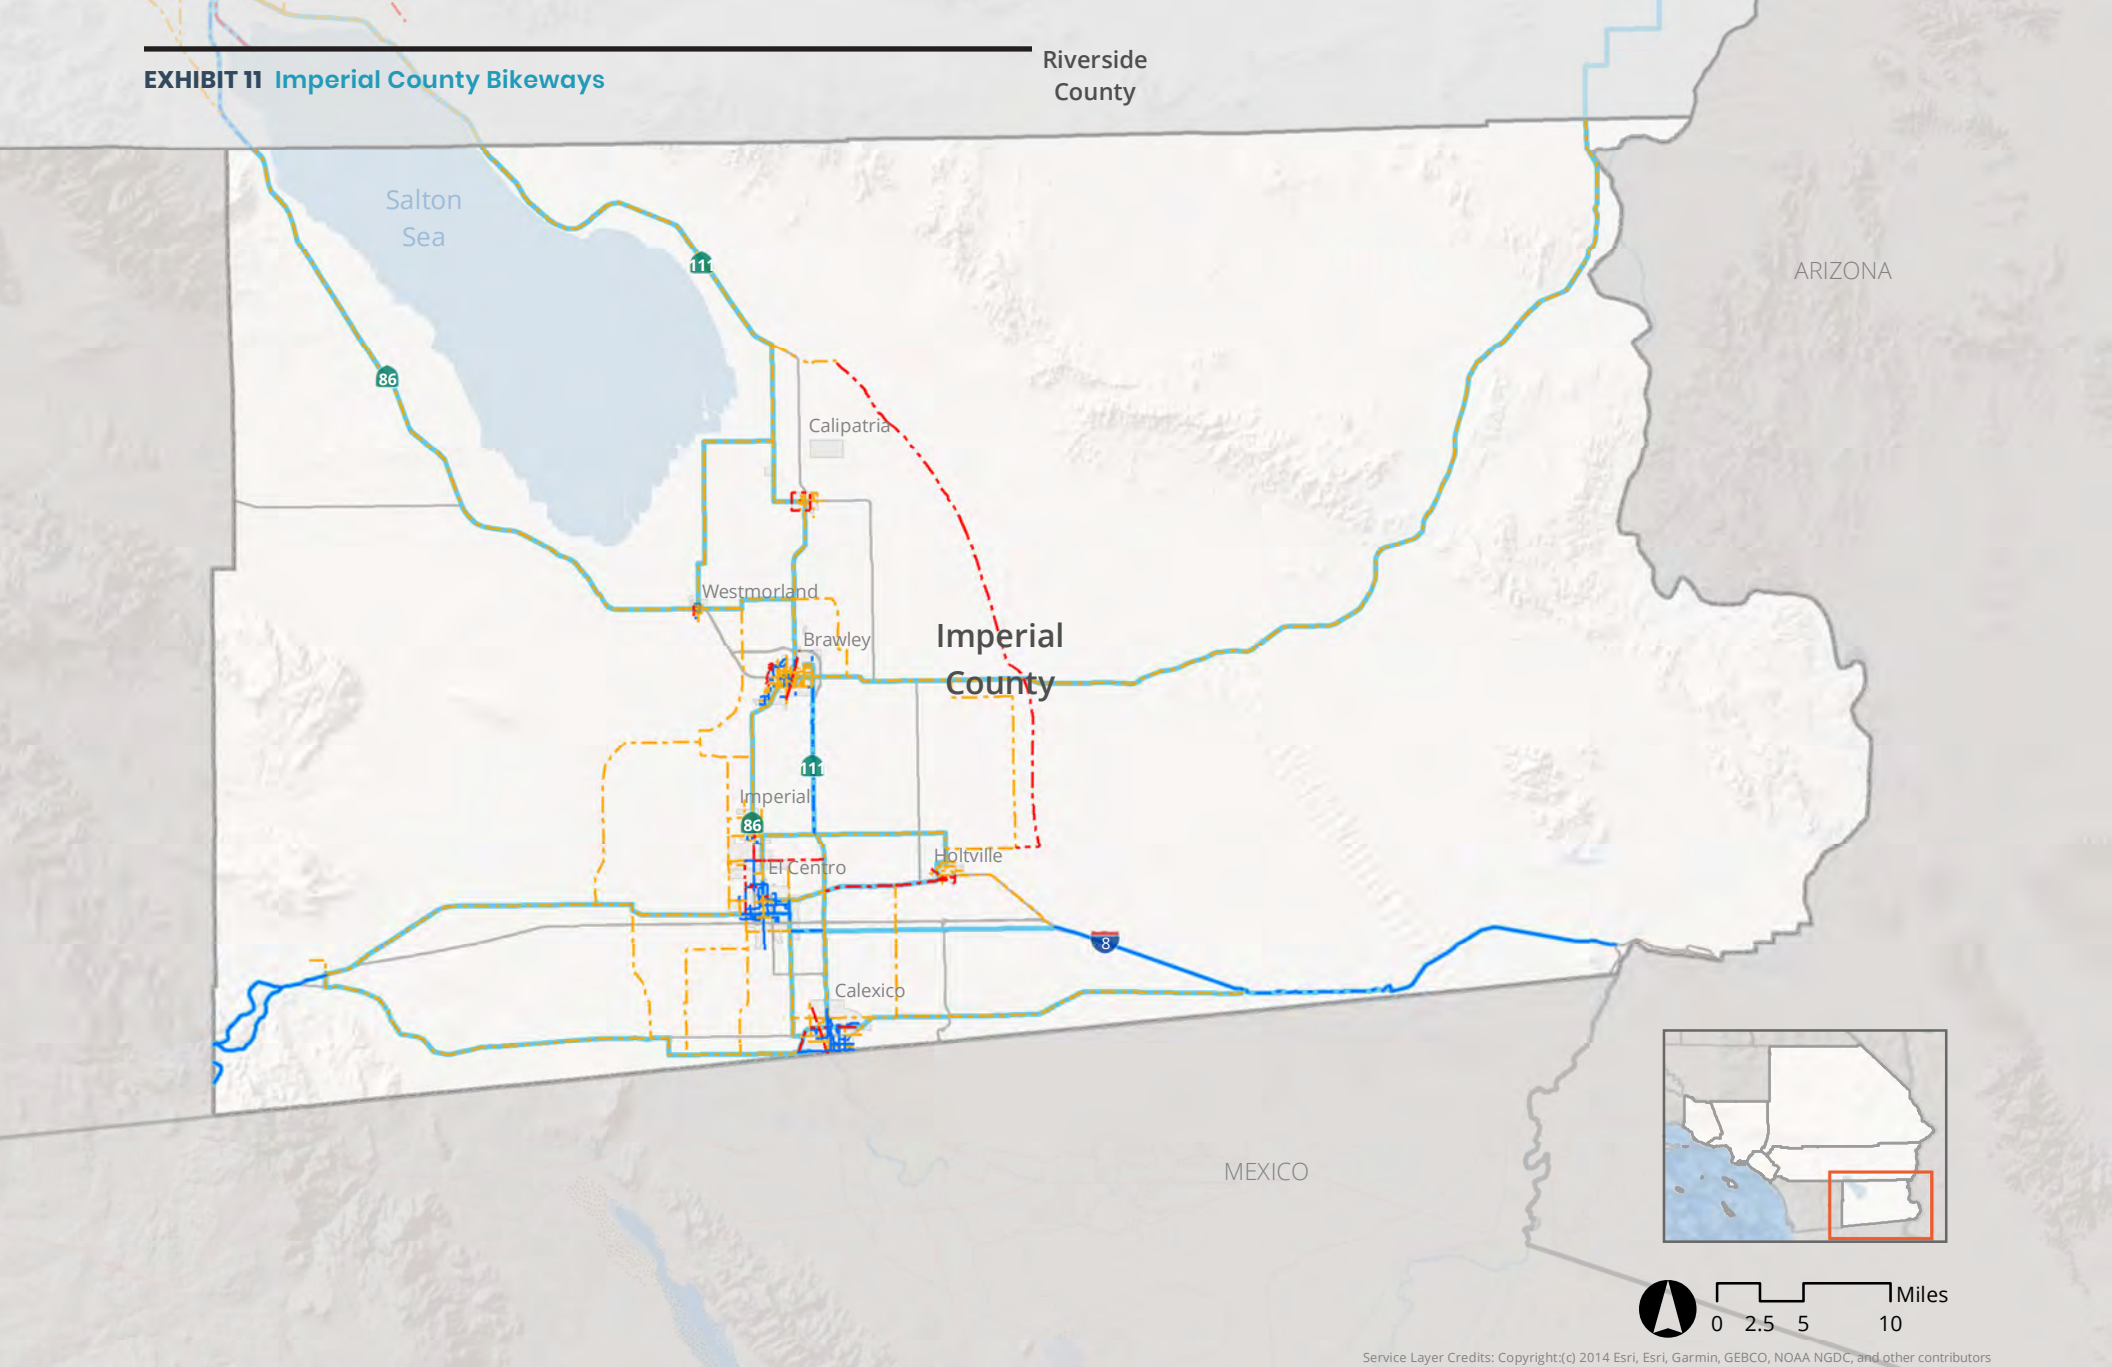 EXHIBIT 11 Imperial County Bikeways
Riverside
County
Salton
Sea
111
ARIZONA
86
Calipatria
Westmorland
Brawley
Imperial
County
111
Imperial
86
Holtville
El Centro
8
Calexico
MEXICO
Miles
0 2.5 5 10
Service Layer Credits: Copyright:(c) 2014 Esri, Esri, Garmin, GEBCO, NOAA NGDC, and other contributors